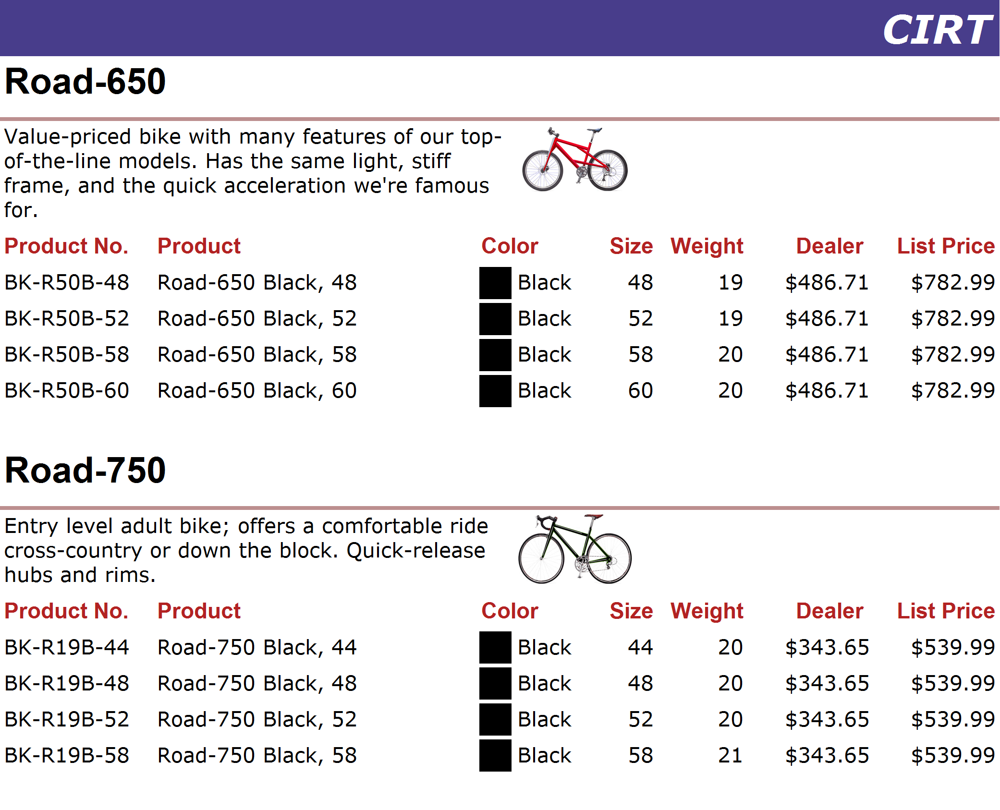 CIRT
Road-650
Value-priced bike with many features of our top-
of-the-line models. Has the same light, stiff
frame, and the quick acceleration we're famous
for.
Product No. Product Color Size Weight Dealer List Price
BK-R50B-48 Road-650 Black, 48 Black 48 19 $486.71 $782.99
BK-R50B-52 Road-650 Black, 52 Black 52 19 $486.71 $782.99
BK-R50B-58 Road-650 Black, 58 Black 58 20 $486.71 $782.99
BK-R50B-60 Road-650 Black, 60 Black 60 20 $486.71 $782.99
Road-750
Entry level adult bike; offers a comfortable ride
cross-country or down the block. Quick-release
hubs and rims.
Product No. Product Color Size Weight Dealer List Price
BK-R19B-44 Road-750 Black, 44 Black 44 20 $343.65 $539.99
BK-R19B-48 Road-750 Black, 48 Black 48 20 $343.65 $539.99
BK-R19B-52 Road-750 Black, 52 Black 52 20 $343.65 $539.99
BK-R19B-58 Road-750 Black, 58 Black 58 21 $343.65 $539.99